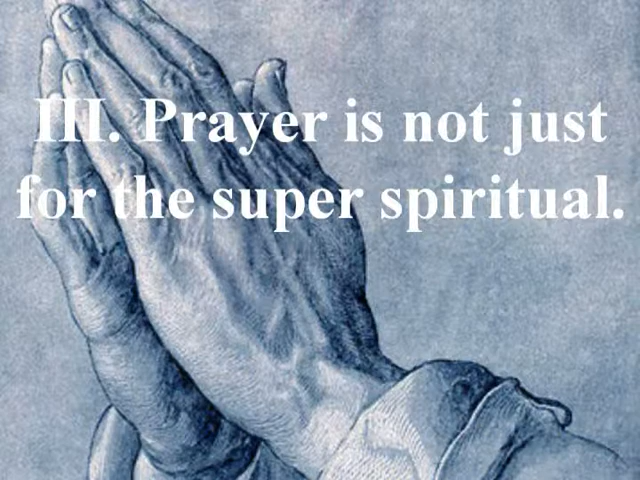 III. Prayer is not just
for the super spiritual.